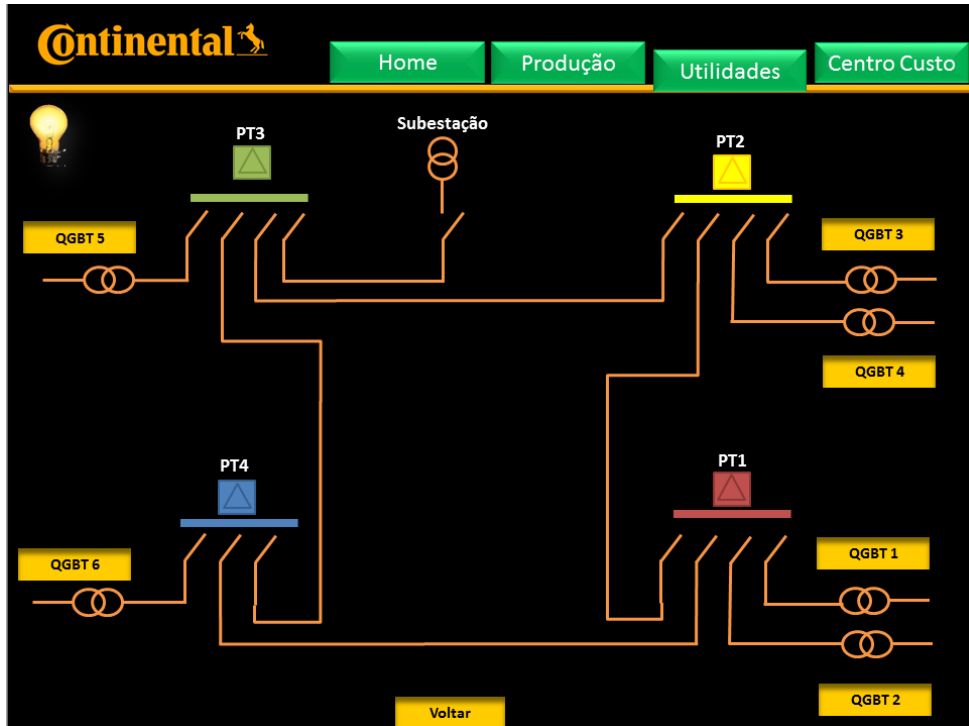 Continental
Home
Produção
Utilidades
Centro Custo
Subestação
PT3
PT2
QGBT 5
QGBT 3
QGBT 4
PT4
PT1
QGBT 6
QGBT 1
QGBT 2
Voltar